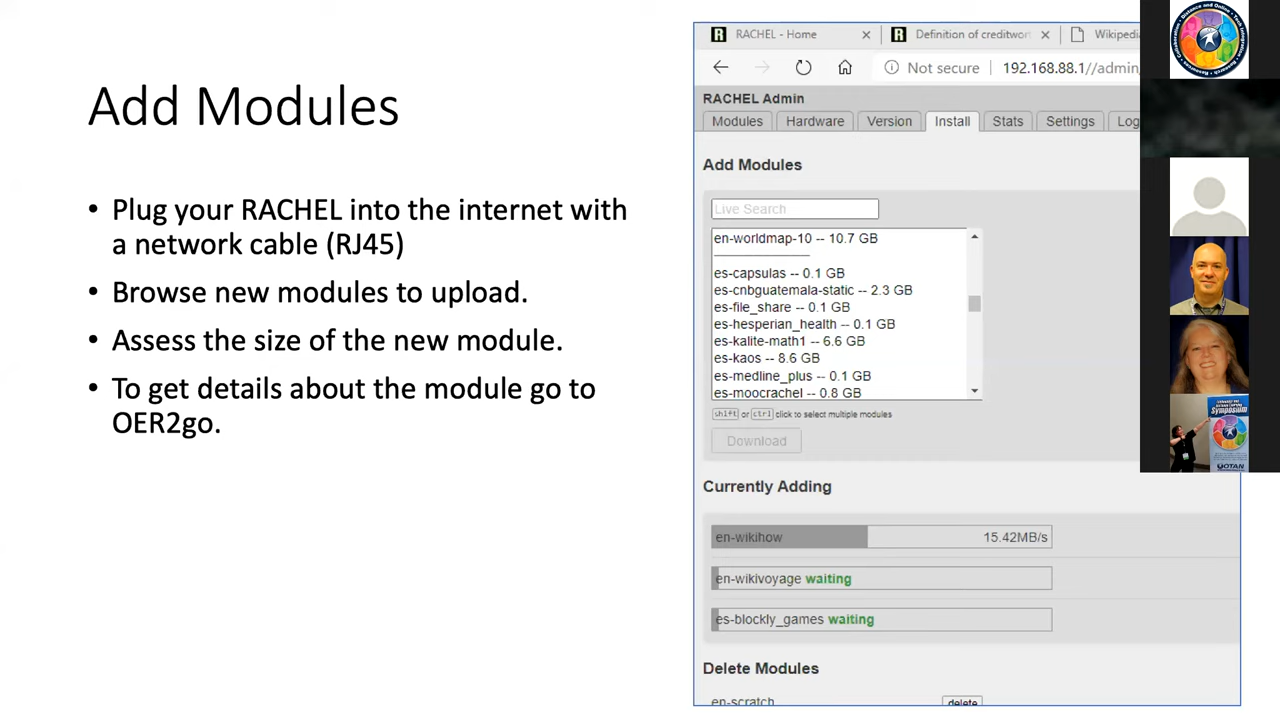 Add Modules
• Plug your RACHEL into the internet with
a network cable (RJ45)
• Browse new modules to upload.
• Assess the size of the new module.
• To get details about the module go to
OER2go.
RACHEL - Home
Definition of creditwort
Wikipedi
Not secure
192.168.88.1//admin
RACHEL Admin
Modules
Hardware
Version
Install
Stats
Settings
Log
Add Modules
Live Search
en-worldmap-10 -- 10.7 GB
es-capsulas -- 0.1 GB
es-cnbguatemala-static -- 2.3 GB
es-file_share -- 0.1 GB
es-hesperian_health -- 0.1 GB
es-kalite-math1 -- 6.6 GB
es-kaos -- 8.6 GB
es-medline_plus -- 0.1 GB
es-moocrachel -- 0.8 GB
shift or ctrl click to select multiple modules
Download
Currently Adding
en-wikihow 15.42MB/s
en-wikivoyage waiting
es-blockly_games waiting
Delete Modules
en-scratch
delete
Symposium
OTAN